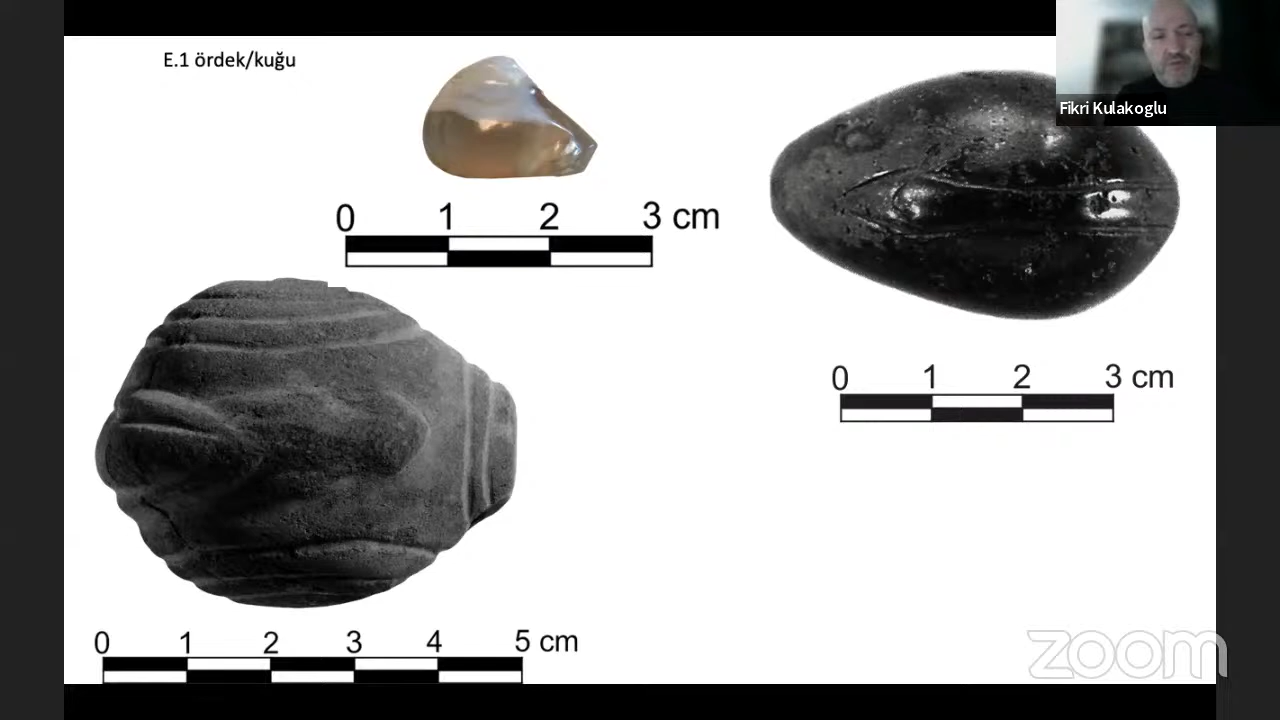 E.1 ördek/kuğu
Fikri Kulakoglu
0 1 2 3 cm
0 1 2 3 cm
0 1 2 3 4 5 cm
zoom